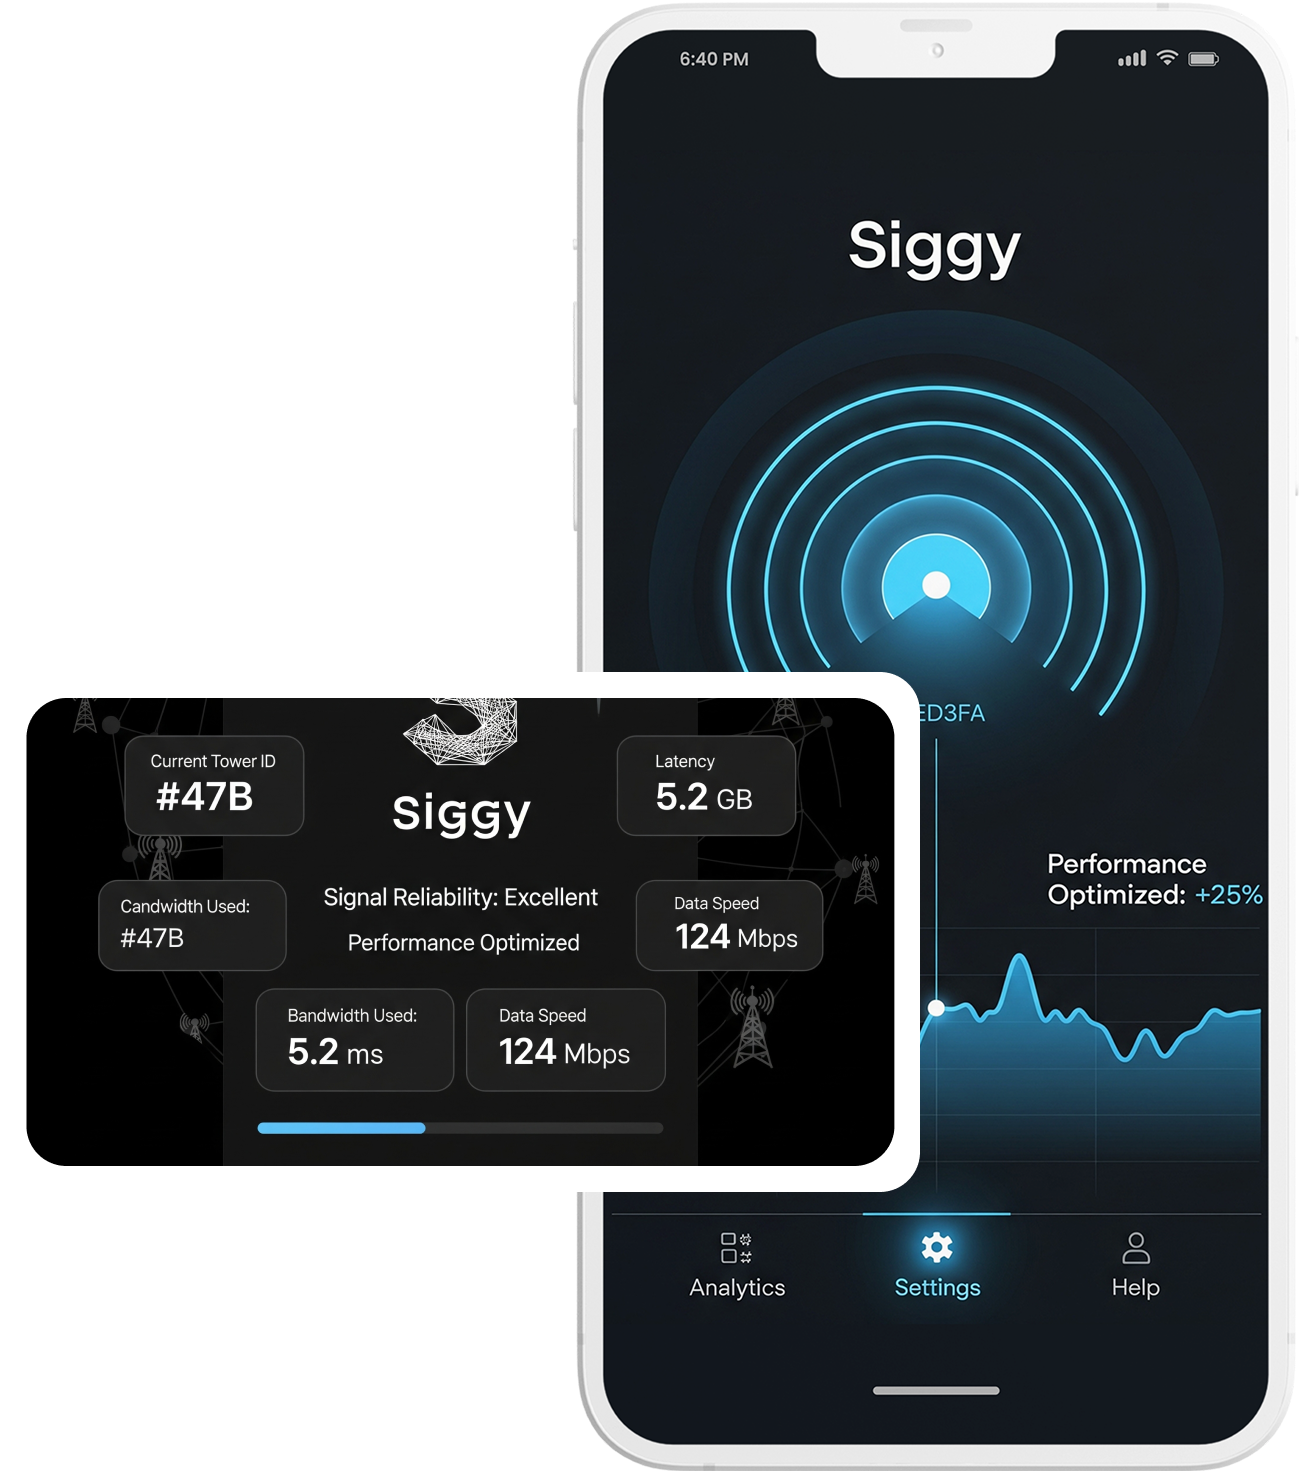 6:40 PM
Siggy
ED3FA
Current Tower ID
#47B
Siggy
Latency
5.2 GB
Candwidth Used:
#47B
Signal Reliability: Excellent
Performance Optimized
Data Speed
124 Mbps
Bandwidth Used:
5.2 ms
Data Speed
124 Mbps
Performance
Optimized: +25%
Analytics
Settings
Help